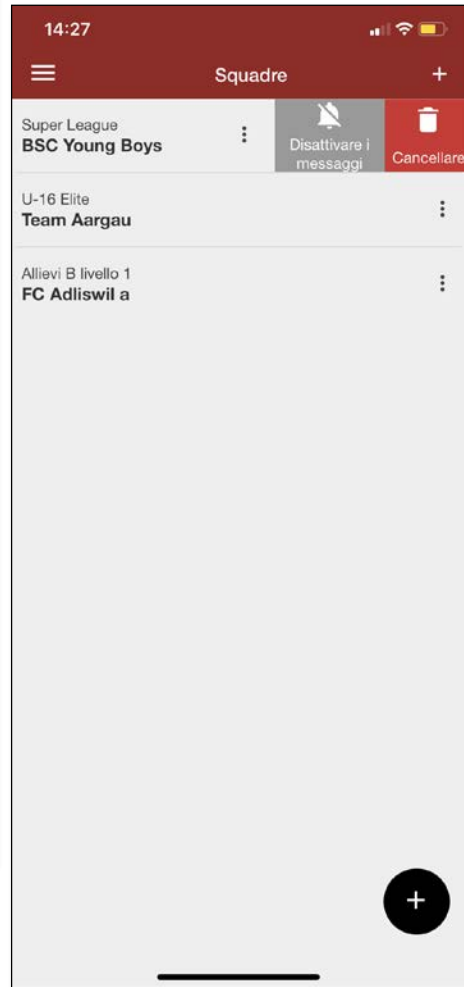 14:27
Squadre
+
Super League
BSC Young Boys
Disattivare i
messaggi
Cancellare
U-16 Elite
Team Aargau
Allievi B livello 1
FC Adliswil a
+